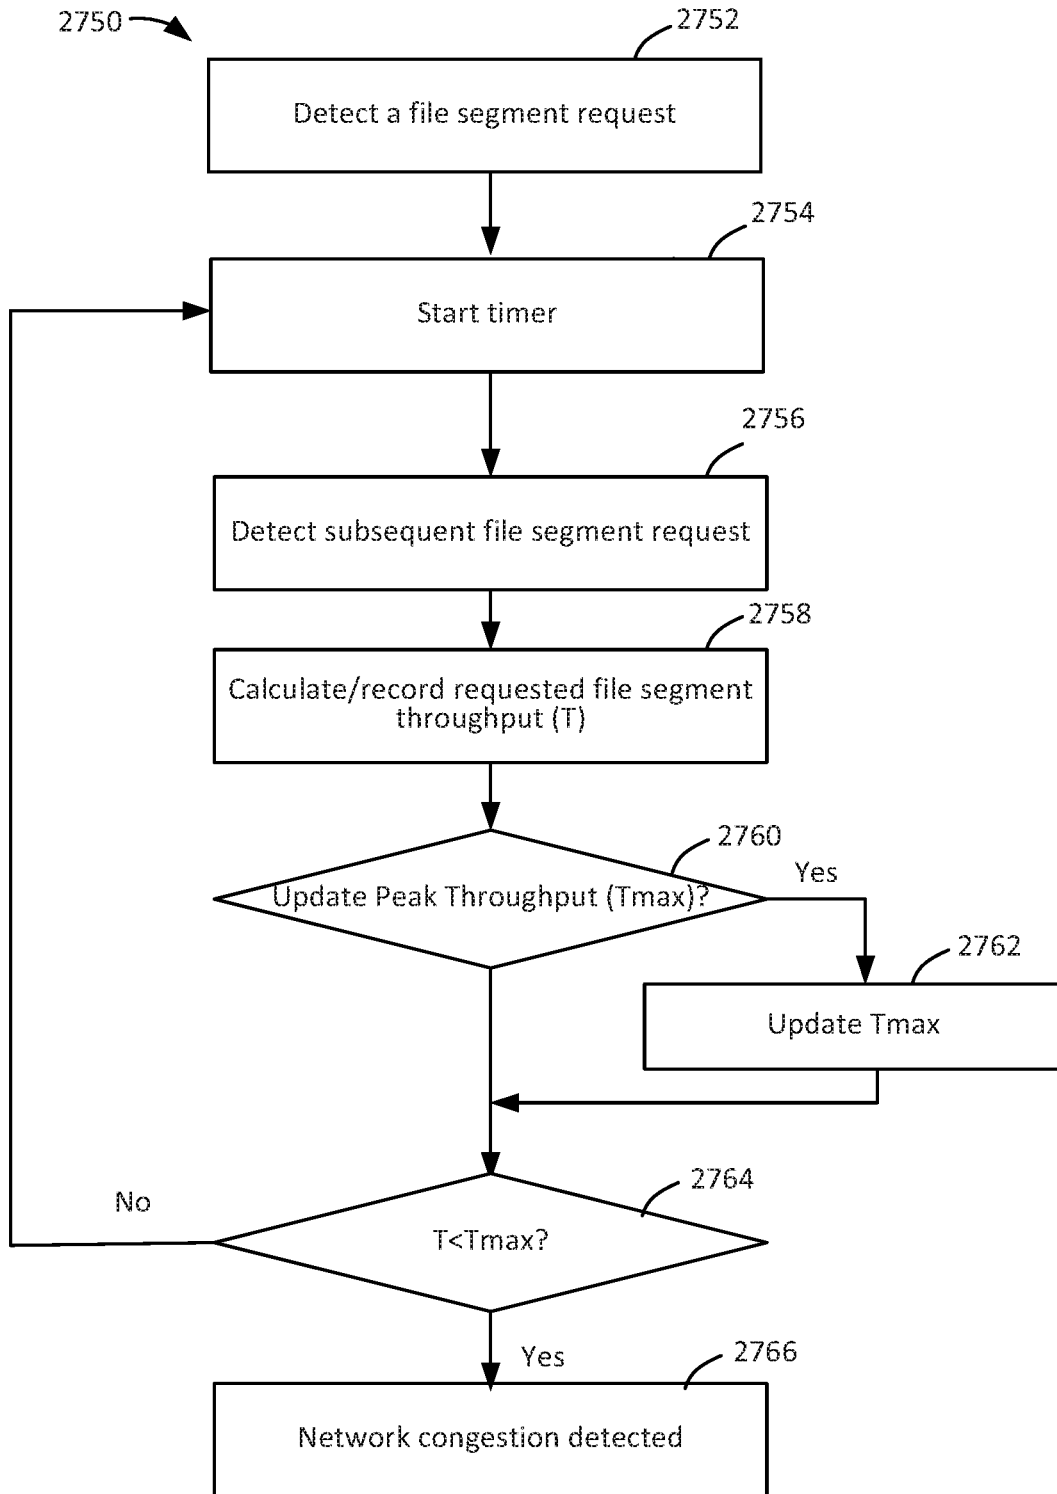 2750
2752
Detect a file segment request
2754
Start timer
2756
Detect subsequent file segment request
2758
Calculate/record requested file segment
throughput (T)
2760
Update Peak Throughput (Tmax)?
Yes
2762
Update Tmax
2764
No
T<Tmax?
Yes
2766
Network congestion detected